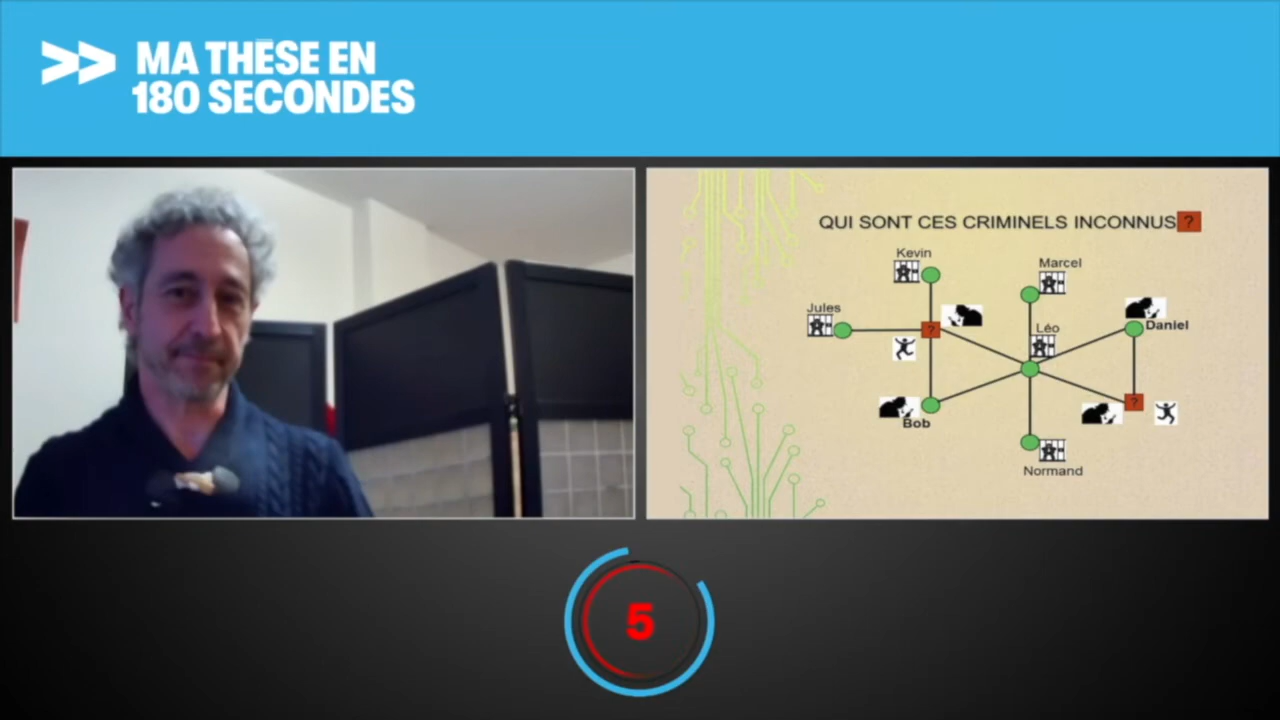 >> MA THÈSE EN
180 SECONDES
QUI SONT CES CRIMINELS INCONNUS ?
Kevin
Marcel
Jules
?
Léo
Daniel
Bob
?
Normand
5